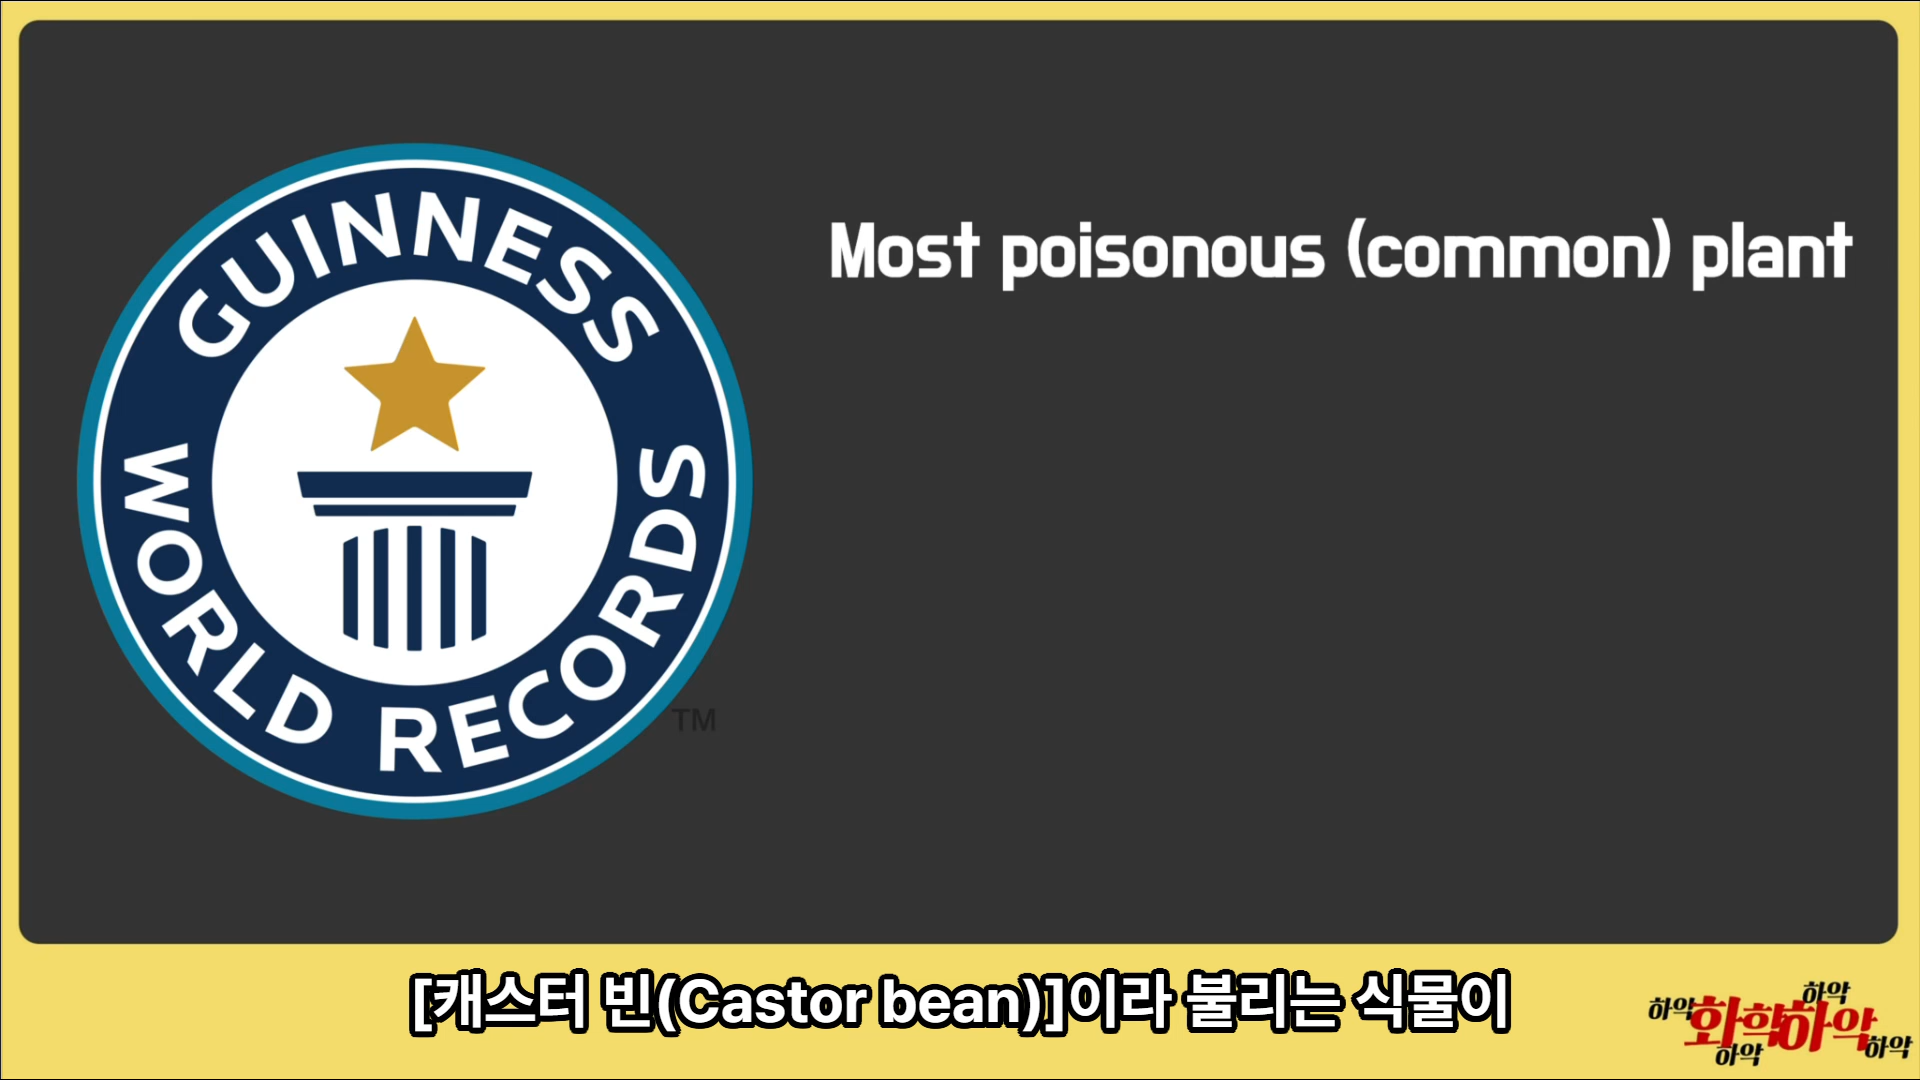 GUINNESS
WORLD RECORDS
TM
Most poisonous (common) plant
[캐스터 빈(Castor bean)]이라 불리는 식물이
하악
하악
화학하악
하악
하악